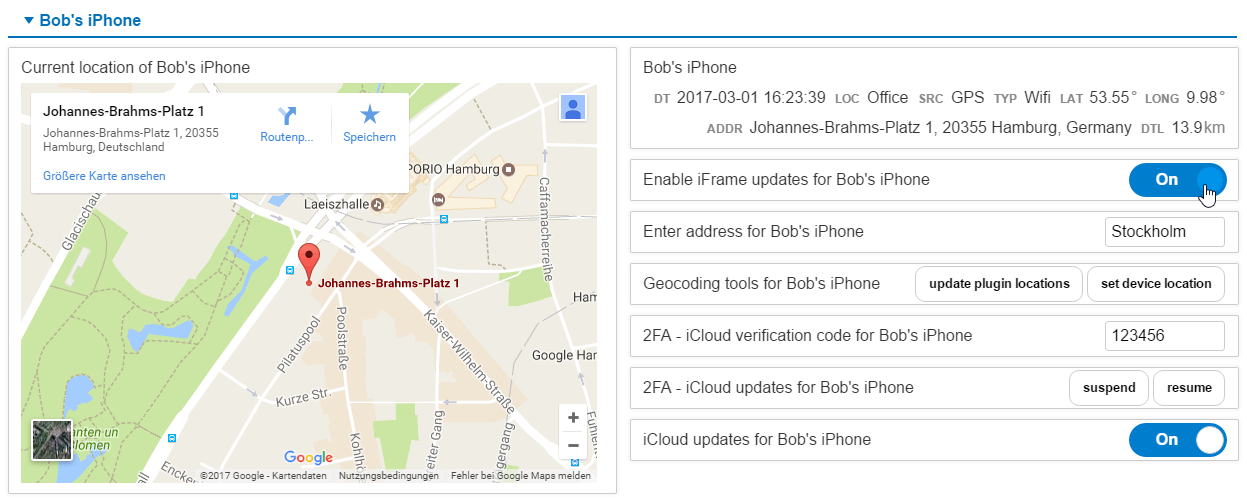 Bob's iPhone
Current location of Bob's iPhone
Johannes-Brahms-Platz 1
Johannes-Brahms-Platz 1, 20355
Hamburg, Deutschland
Routenp...
Speichern
Größere Karte ansehen
PORIO Hamburg
Laeiszhalle
Glacischau
Caffamacherreihe
Johannes-Brahms-Platz 1
Ham
Pilatuspool
Poolstraße
Kaiser-Wilhelm-Straße
Google Ham
Kurze Str.
anten un
Blomen
Encke
Kohlhö
eiter Gang
ergang
Fuhlen
all
+
−
Google
©2017 Google - Kartendaten Nutzungsbedingungen Fehler bei Google Maps melden
Bob's iPhone
DT 2017-03-01 16:23:39 LOC Office SRC GPS TYP Wifi LAT 53.55° LONG 9.98°
ADDR Johannes-Brahms-Platz 1, 20355 Hamburg, Germany DTL 13.9km
Enable iFrame updates for Bob's iPhone On
Enter address for Bob's iPhone Stockholm
Geocoding tools for Bob's iPhone update plugin locations set device location
2FA - iCloud verification code for Bob's iPhone 123456
2FA - iCloud updates for Bob's iPhone suspend resume
iCloud updates for Bob's iPhone On